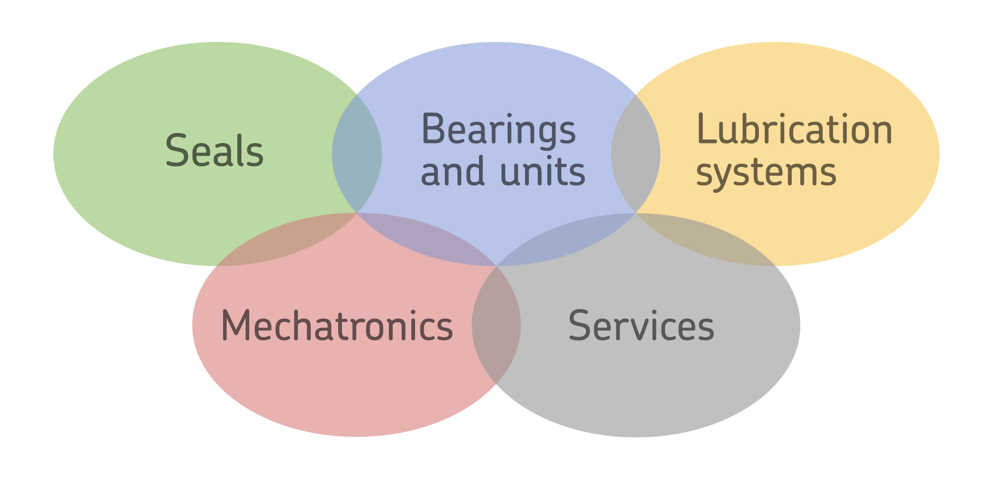 Seals
Bearings
and units
Lubrication
systems
Mechatronics
Services